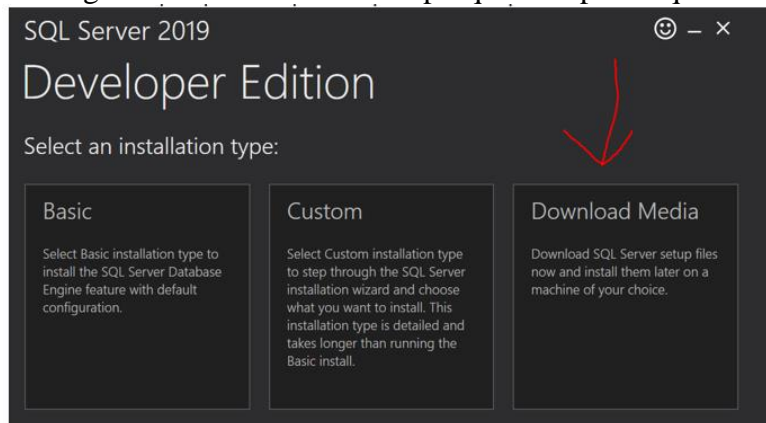 SQL Server 2019
Developer Edition
Select an installation type:
Basic
Select Basic installation type to
install the SQL Server Database
Engine feature with default
configuration.
Custom
Select Custom installation type
to step through the SQL Server
installation wizard and choose
what you want to install. This
installation type is detailed and
takes longer than running the
Basic install.
Download Media
Download SQL Server setup files
now and install them later on a
machine of your choice.